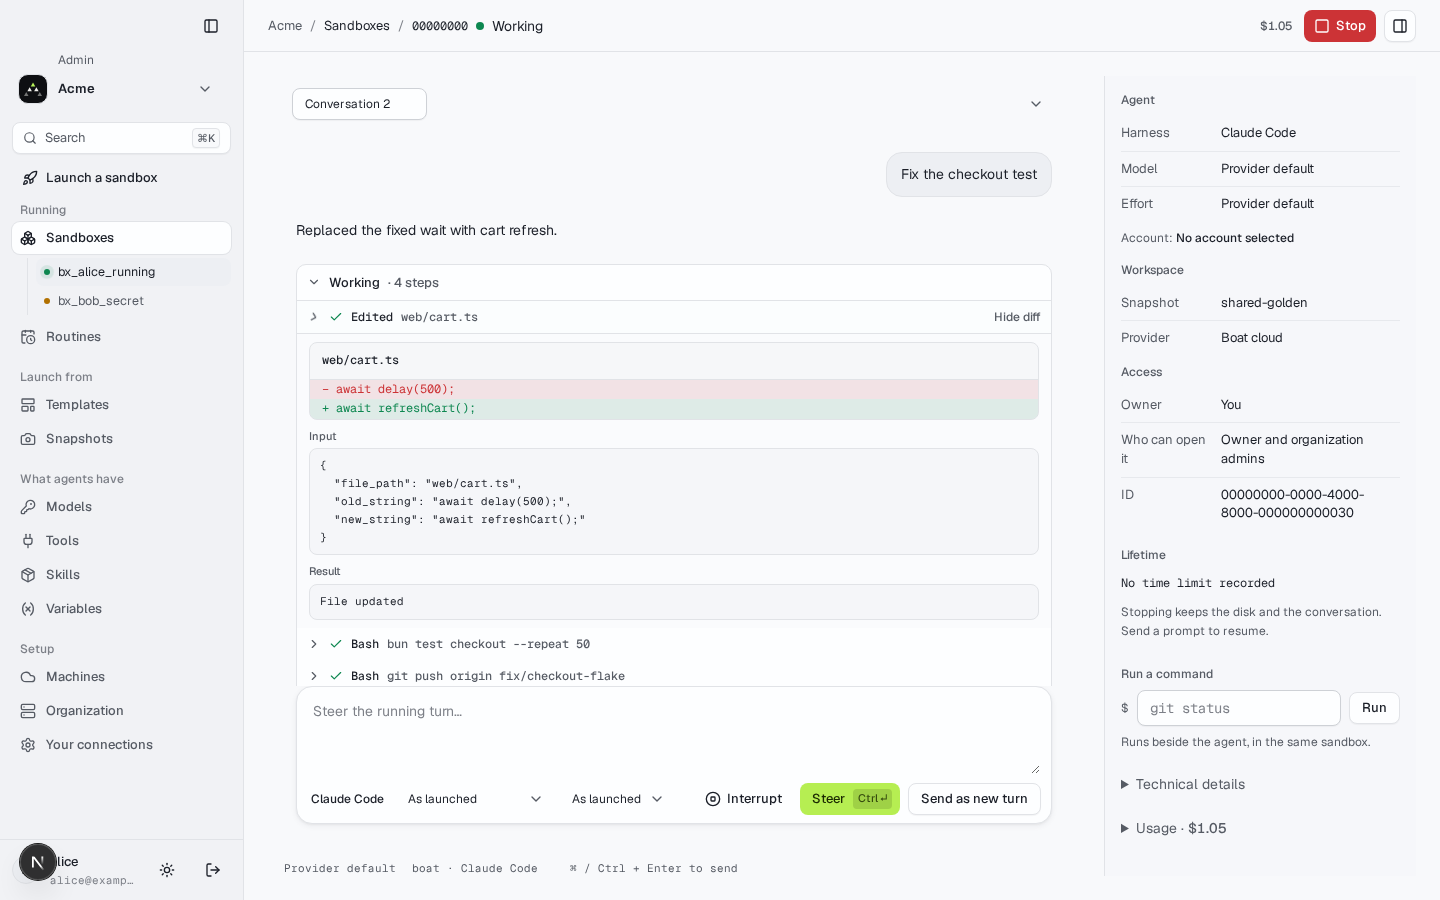 Admin
Acme
Search ⌘K
Launch a sandbox
Running
Sandboxes
bx_alice_running
bx_bob_secret
Routines
Launch from
Templates
Snapshots
What agents have
Models
Tools
Skills
Variables
Setup
Machines
Organization
Your connections
N lice
alice@examp…
Acme / Sandboxes / 00000000 Working
$1.05 Stop
Conversation 2
Fix the checkout test
Replaced the fixed wait with cart refresh.
Working · 4 steps
Edited web/cart.ts Hide diff
web/cart.ts
- await delay(500);
+ await refreshCart();
Input
{
"file_path": "web/cart.ts",
"old_string": "await delay(500);",
"new_string": "await refreshCart();"
}
Result
File updated
Bash bun test checkout --repeat 50
Bash git push origin fix/checkout-flake
Steer the running turn…
Claude Code As launched As launched Interrupt Steer Ctrl↵ Send as new turn
Provider default boat · Claude Code ⌘ / Ctrl + Enter to send
Agent
Harness Claude Code
Model Provider default
Effort Provider default
Account: No account selected
Workspace
Snapshot shared-golden
Provider Boat cloud
Access
Owner You
Who can open it Owner and organization admins
ID 00000000-0000-4000-
8000-000000000030
Lifetime
No time limit recorded
Stopping keeps the disk and the conversation.
Send a prompt to resume.
Run a command
$ git status Run
Runs beside the agent, in the same sandbox.
Technical details
Usage · $1.05